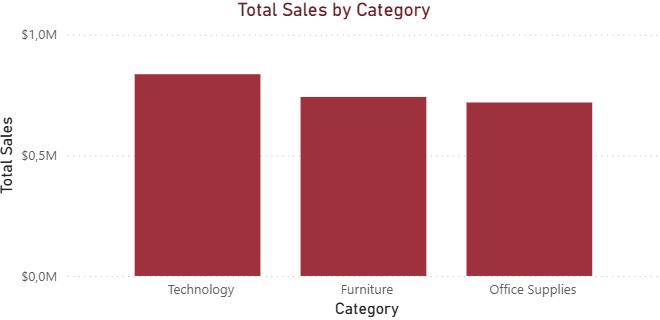 Total Sales by Category
$1,0M
$0,5M
$0,0M
Total Sales
Technology
Furniture
Office Supplies
Category